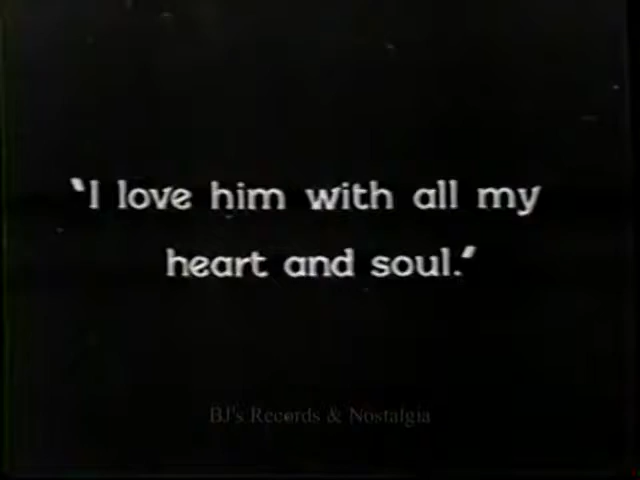 "I love him with all my
heart and soul."
BJ's Records & Nostalgia